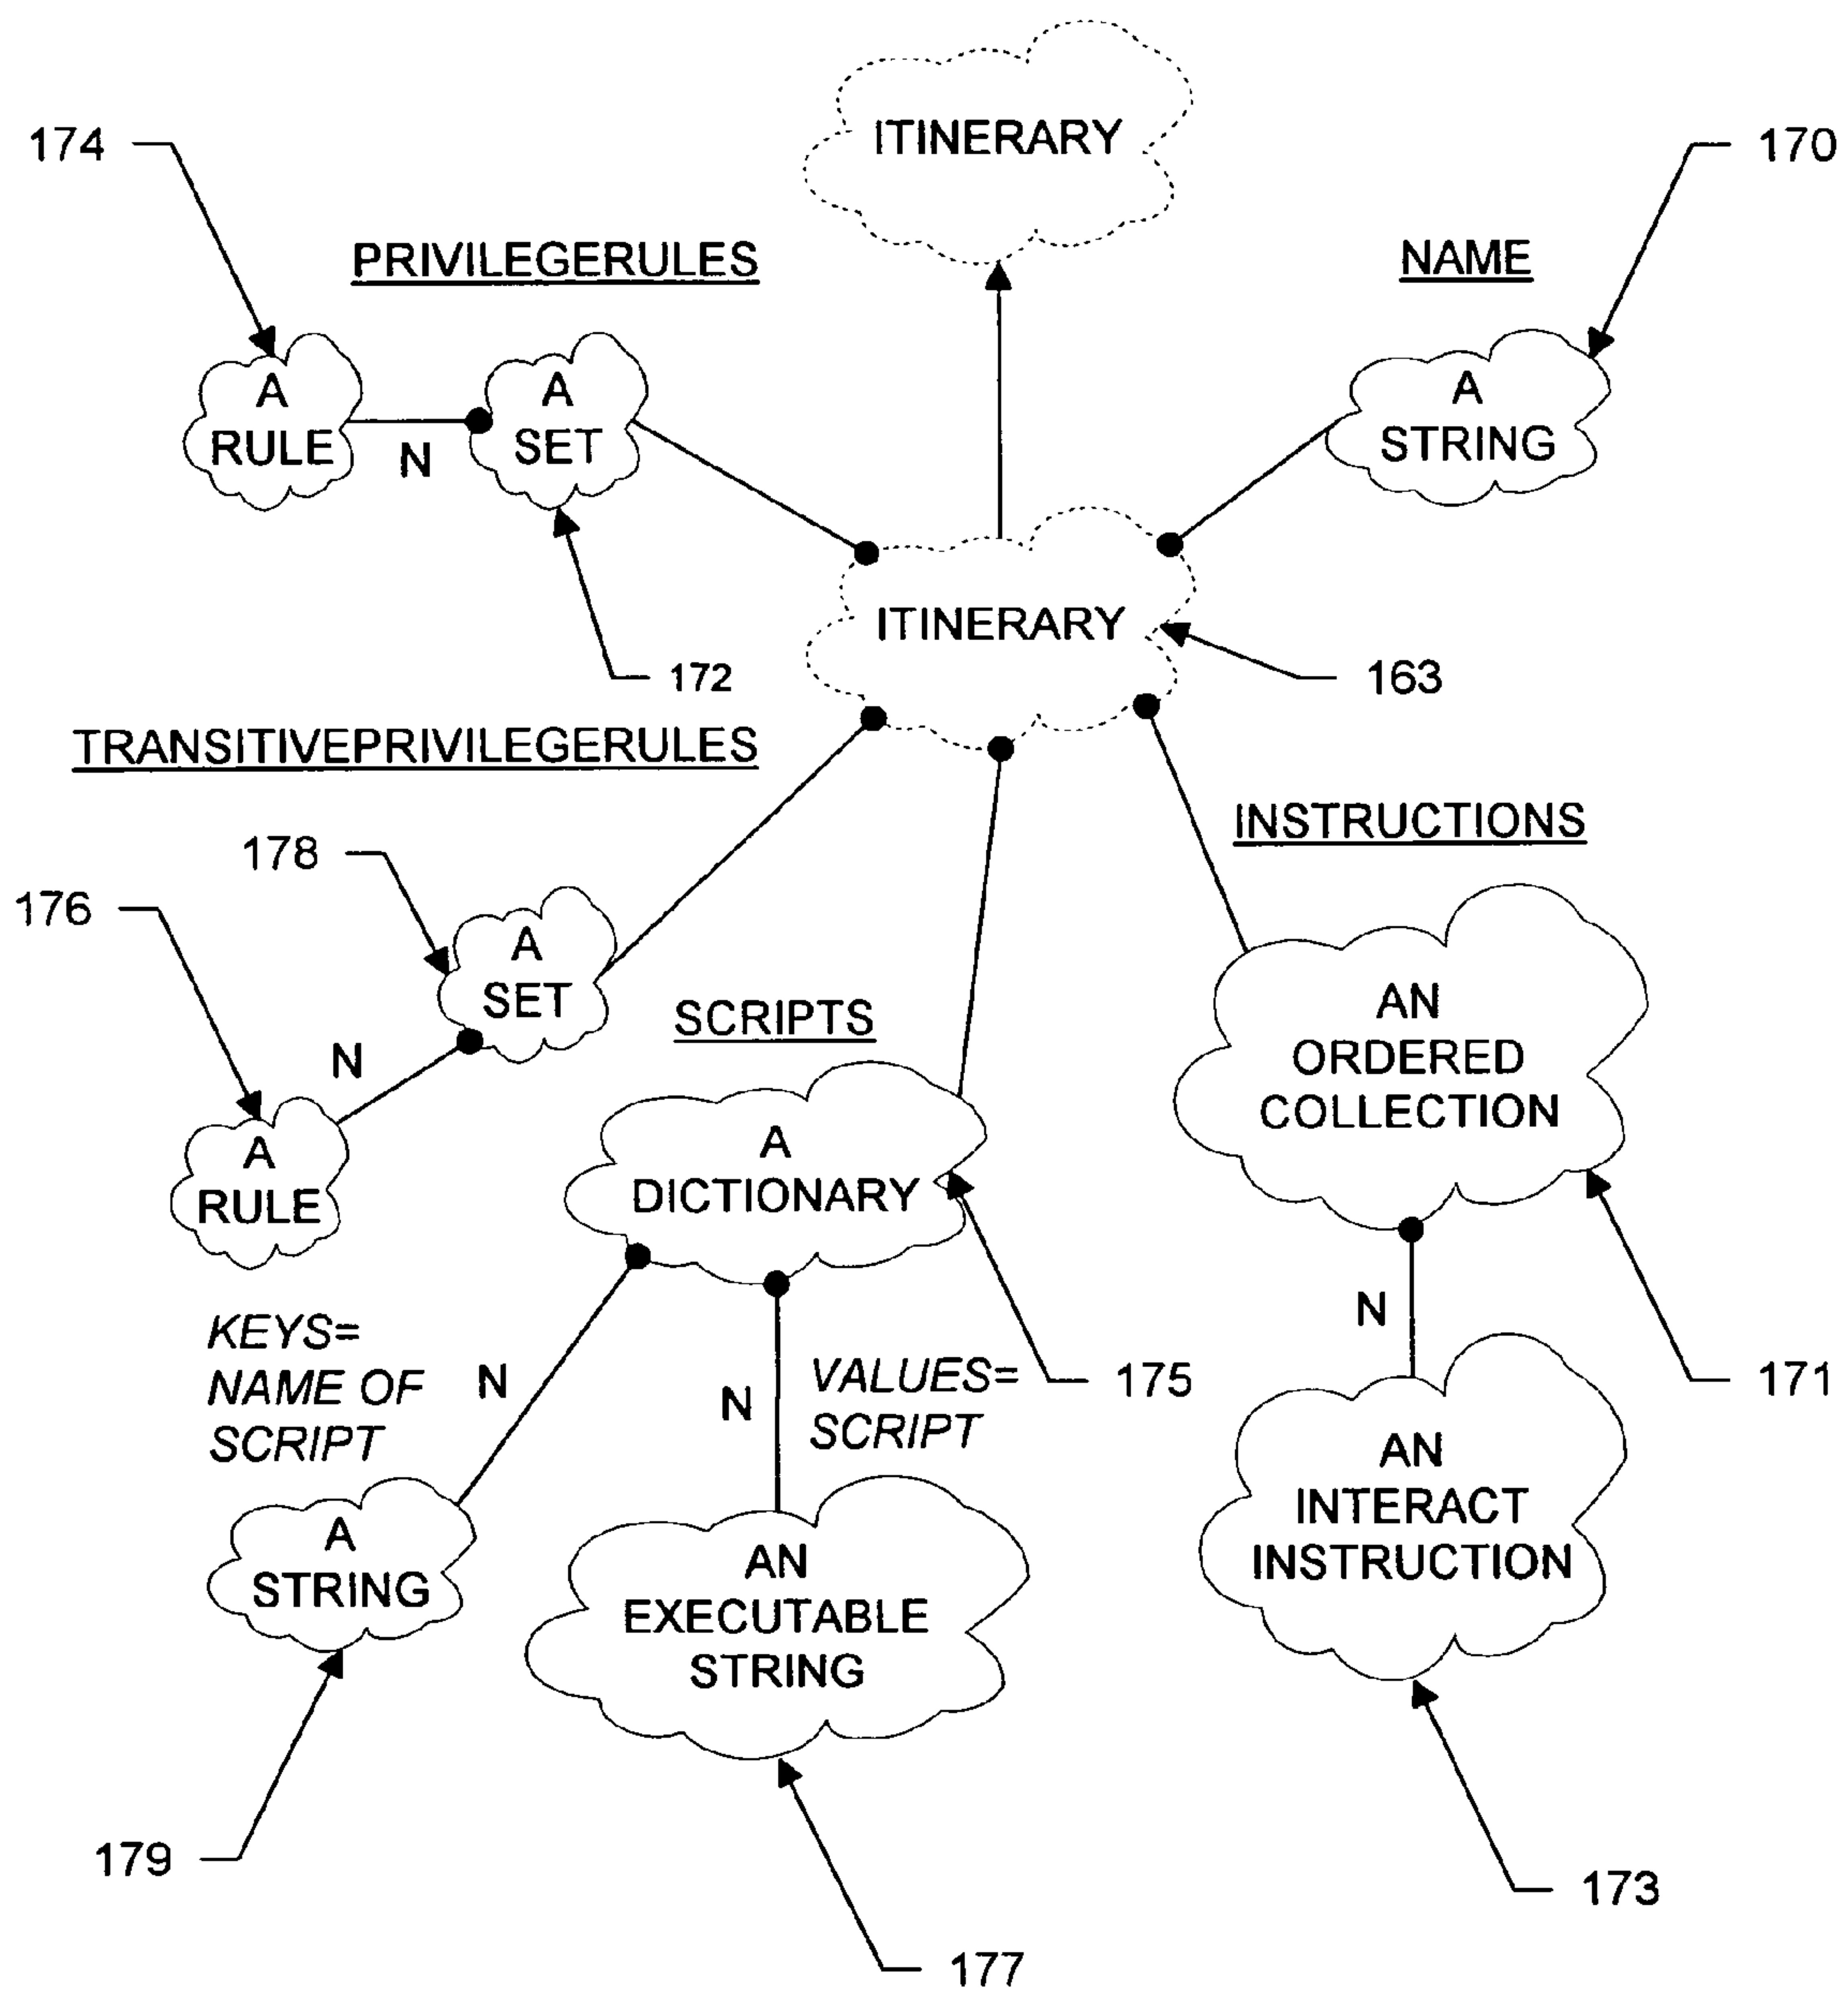 ITINERARY
174
170
PRIVILEGERULES
NAME
A
RULE
N
A
SET
A
STRING
ITINERARY
172
163
TRANSITIVEPRIVILEGERULES
INSTRUCTIONS
178
176
A
SET
SCRIPTS
AN
ORDERED
COLLECTION
N
A
RULE
A
DICTIONARY
KEYS=
NAME OF
SCRIPT
N
N
VALUES=
SCRIPT
175
N
171
A
STRING
AN
EXECUTABLE
STRING
AN
INTERACT
INSTRUCTION
179
177
173